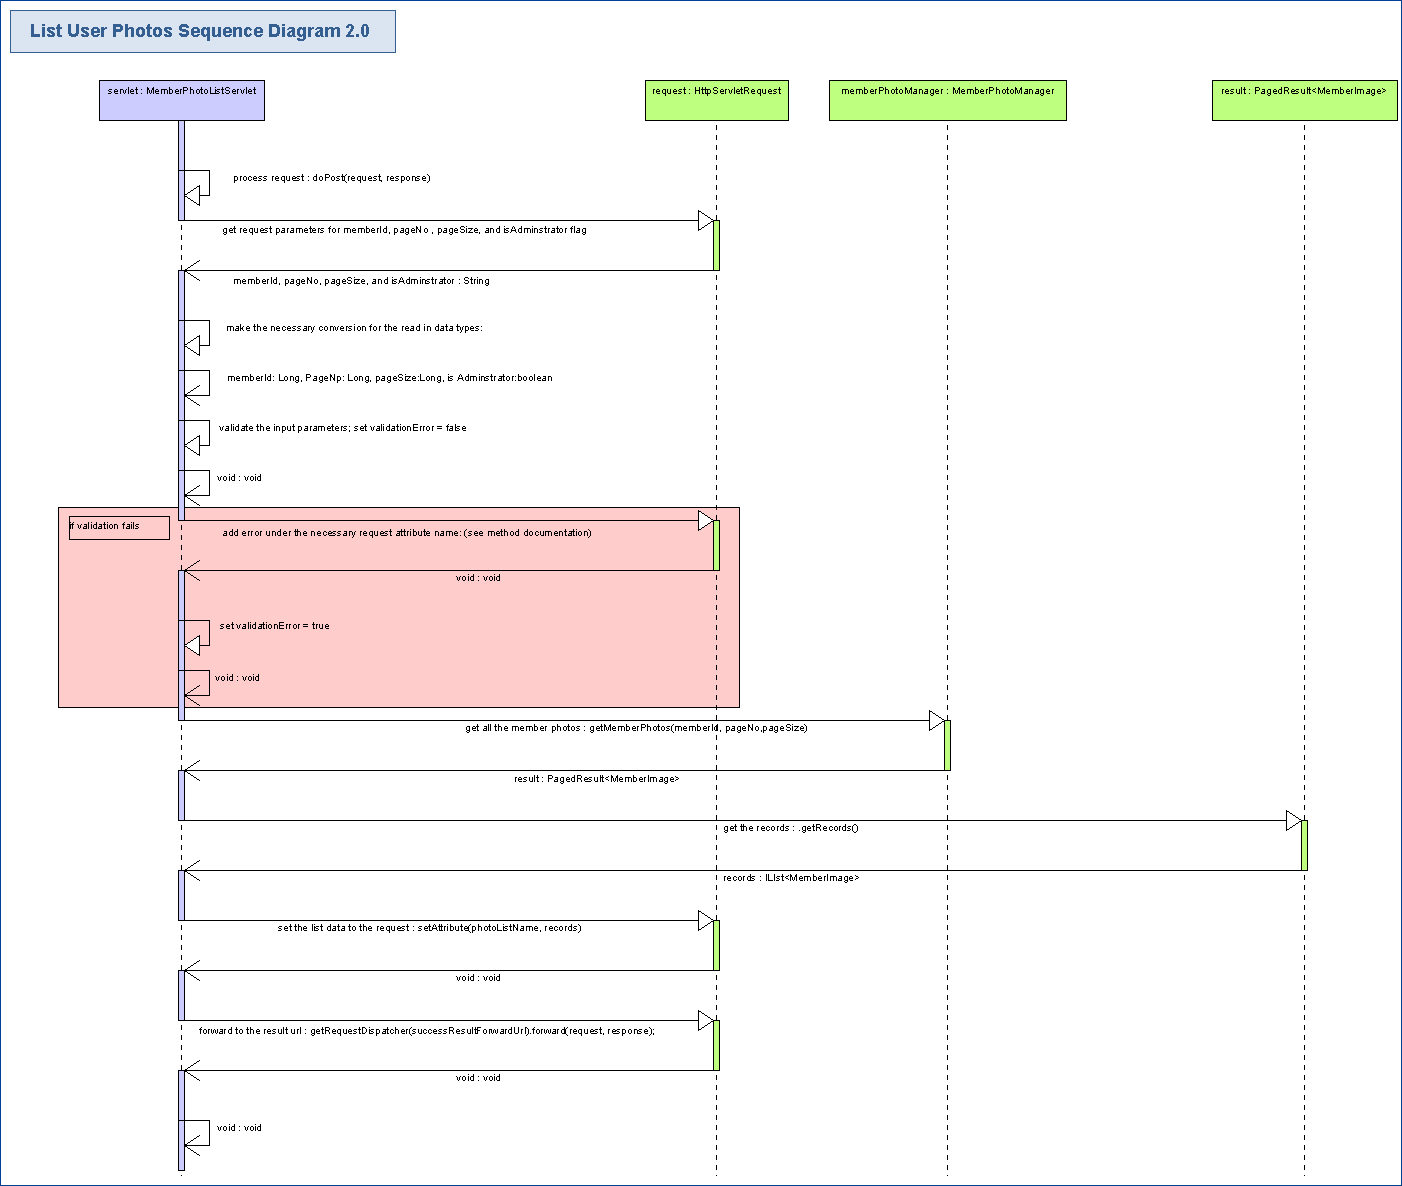 List User Photos Sequence Diagram 2.0
servlet : MemberPhotoListServlet
request : HttpServletRequest
memberPhotoManager : MemberPhotoManager
result : PagedResult<MemberImage>
process request : doPost(request, response)
get request parameters for memberId, pageNo , pageSize, and isAdminstrator flag
memberId, pageNo, pageSize, and isAdminstrator : String
make the necessary conversion for the read in data types:
memberId: Long, PageNp: Long, pageSize:Long, is Adminstrator:boolean
validate the input parameters; set validationError = false
void : void
if validation fails
add error under the necessary request attribute name: (see method documentation)
void : void
set validationError = true
void : void
get all the member photos : getMemberPhotos(memberId, pageNo,pageSize)
result : PagedResult<MemberImage>
get the records : .getRecords()
records : lLIst<MemberImage>
set the list data to the request : setAttribute(photoListName, records)
void : void
forward to the result url : getRequestDispatcher(successResultForwardUrl).forward(request, response);
void : void
void : void